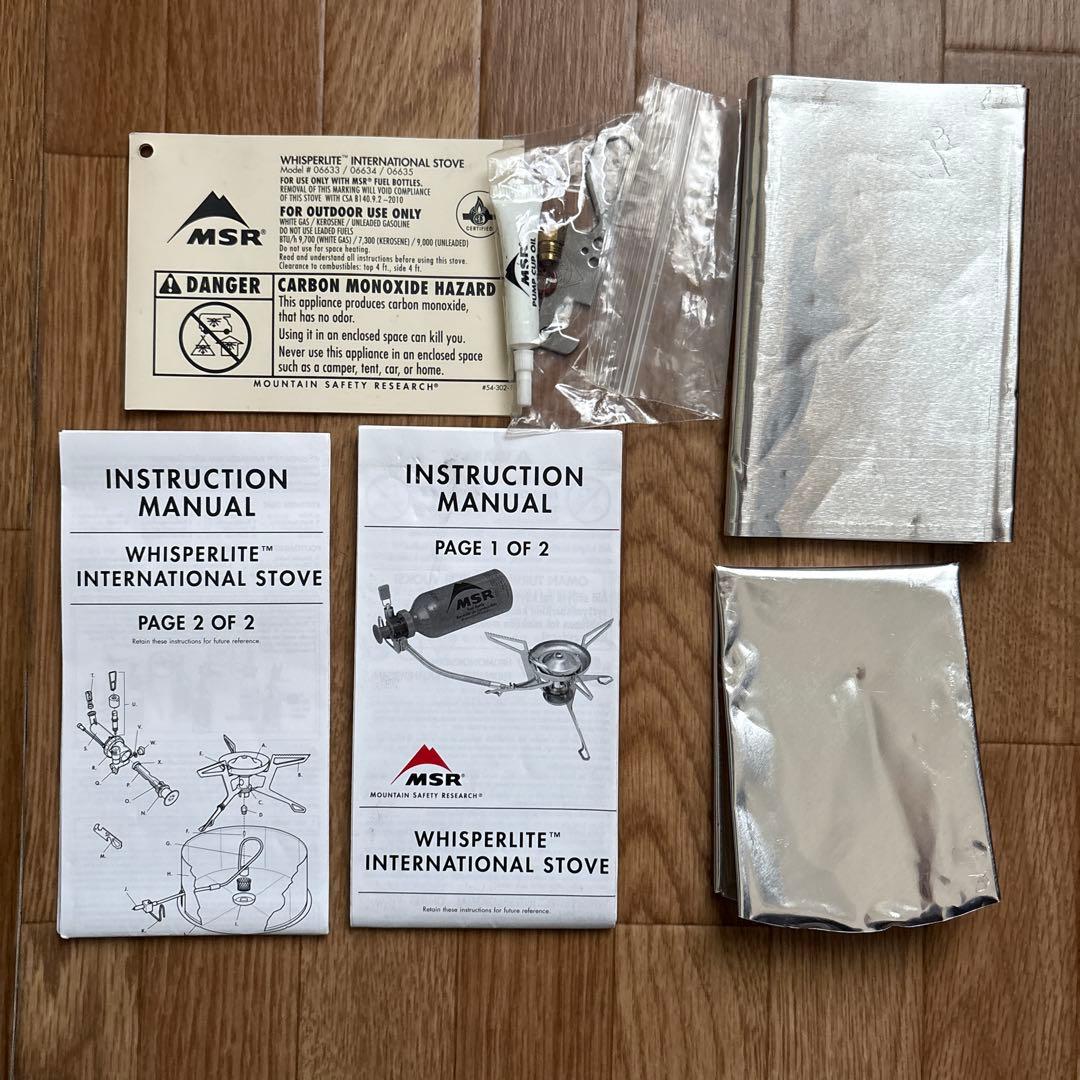 WHISPERLITE™ INTERNATIONAL STOVE
Model # 06633 / 06634 / 06635
FOR USE ONLY WITH MSR® FUEL BOTTLES.
REMOVAL OF THIS MARKING WILL VOID COMPLIANCE
OF THIS STOVE WITH CSA B140.9.2 –2010
FOR OUTDOOR USE ONLY
WHITE GAS / KEROSENE / UNLEADED GASOLINE
DO NOT USE LEADED FUELS
BTU/h 9,700 (WHITE GAS) / 7,300 (KEROSENE) / 9,000 (UNLEADED)
Do not use for space heating.
Read and understand all instructions before using this stove.
Clearance to combustibles: top 4 ft., side 4 ft.
MSR®
CERTIFIED
DANGER
CARBON MONOXIDE HAZARD
This appliance produces carbon monoxide,
that has no odor.
Using it in an enclosed space can kill you.
Never use this appliance in an enclosed space
such as a camper, tent, car, or home.
MOUNTAIN SAFETY RESEARCH®
#54-302-
MSR
PUMP CUP OIL
INSTRUCTION
MANUAL
WHISPERLITE™
INTERNATIONAL STOVE
PAGE 2 OF 2
Retain these instructions for future reference.
T.
U.
S.
V.
W.
R.
X.
Q.
P.
O.
N.
M.
A.
E.
B.
C.
D.
F.
G.
H.
J.
K.
I.
INSTRUCTION
MANUAL
PAGE 1 OF 2
MSR
MSR®
MOUNTAIN SAFETY RESEARCH®
WHISPERLITE™
INTERNATIONAL STOVE
Retain these instructions for future reference.